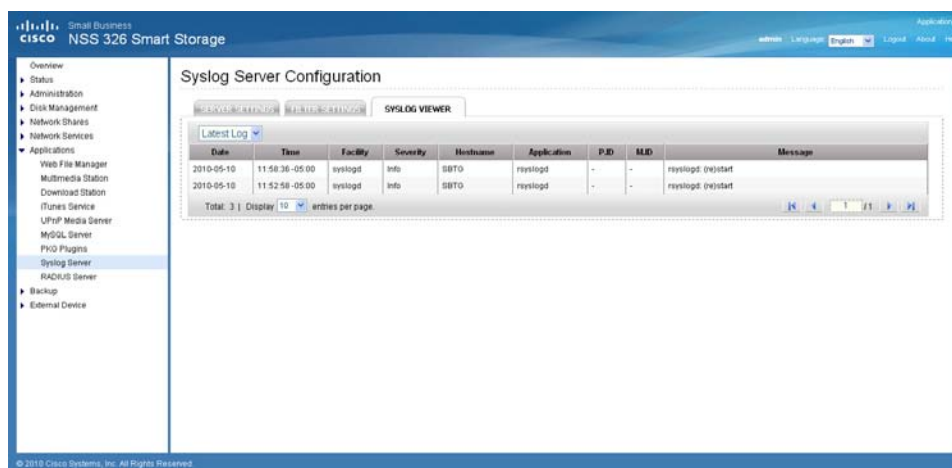 Small Business
CISCO NSS 326 Smart Storage
Application
admin Language: English Logout About He
Overview
Status
Administration
Disk Management
Network Shares
Network Services
Applications
Web File Manager
Multimedia Station
Download Station
iTunes Service
UPnP Media Server
MySQL Server
PKG Plugins
Syslog Server
RADIUS Server
Backup
External Device
Syslog Server Configuration
SERVER SETTINGS FILTER SETTINGS SYSLOG VIEWER
Latest Log
Date Time Facility Severity Hostname Application P.ID M.ID Message
2010-05-10 11:58:36 -05:00 syslogd Info SBTG rsyslogd - - rsyslogd: (re)start
2010-05-10 11:52:58 -05:00 syslogd Info SBTG rsyslogd - - rsyslogd: (re)start
Total: 3 | Display 10 entries per page. 1 /1
© 2010 Cisco Systems, Inc. All Rights Reserved.